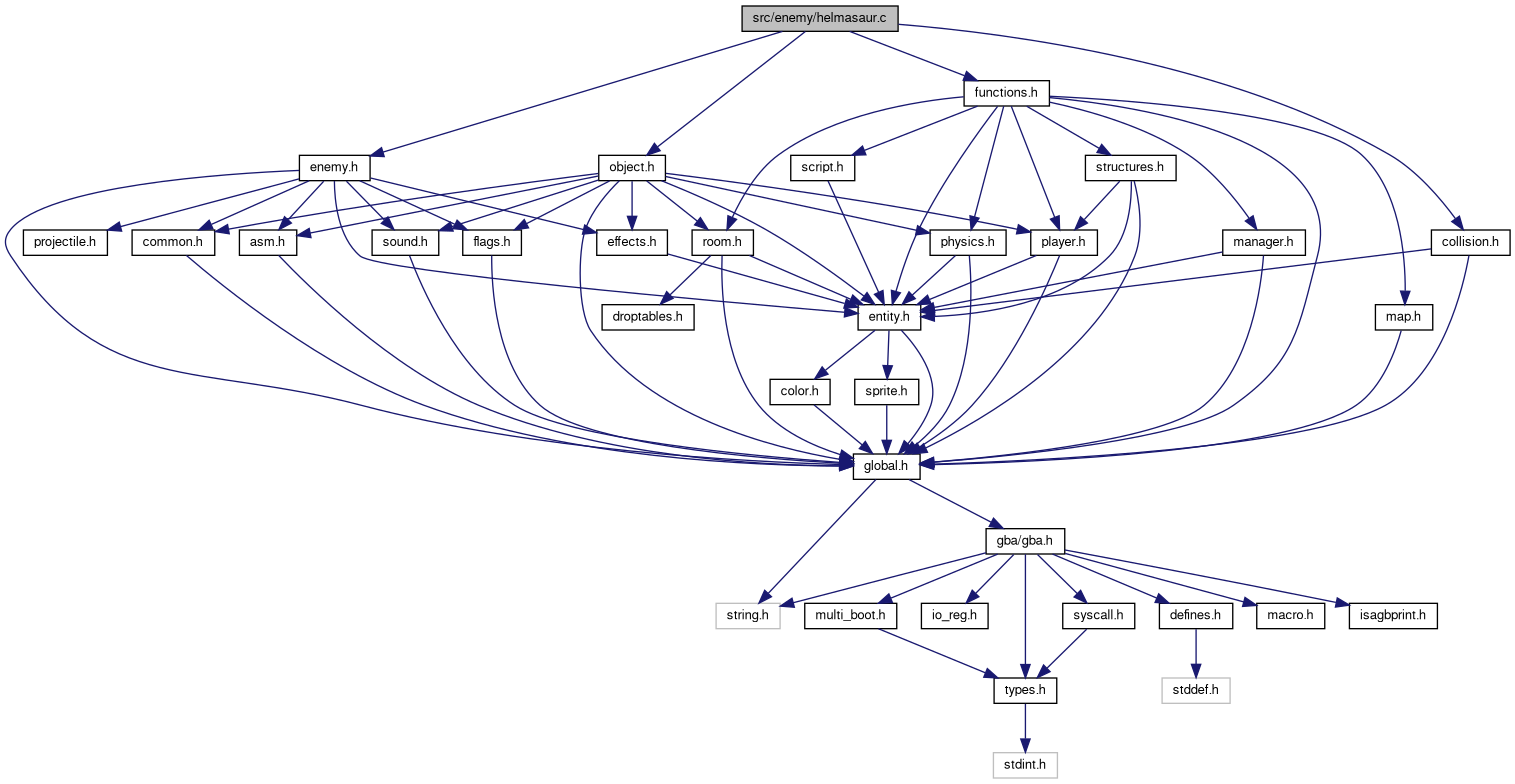 src/enemy/helmasaur.c
functions.h
enemy.h
object.h
script.h
structures.h
projectile.h
common.h
asm.h
sound.h
flags.h
effects.h
room.h
physics.h
player.h
manager.h
collision.h
droptables.h
entity.h
map.h
color.h
sprite.h
global.h
gba/gba.h
string.h
multi_boot.h
io_reg.h
syscall.h
defines.h
macro.h
isagbprint.h
types.h
stddef.h
stdint.h